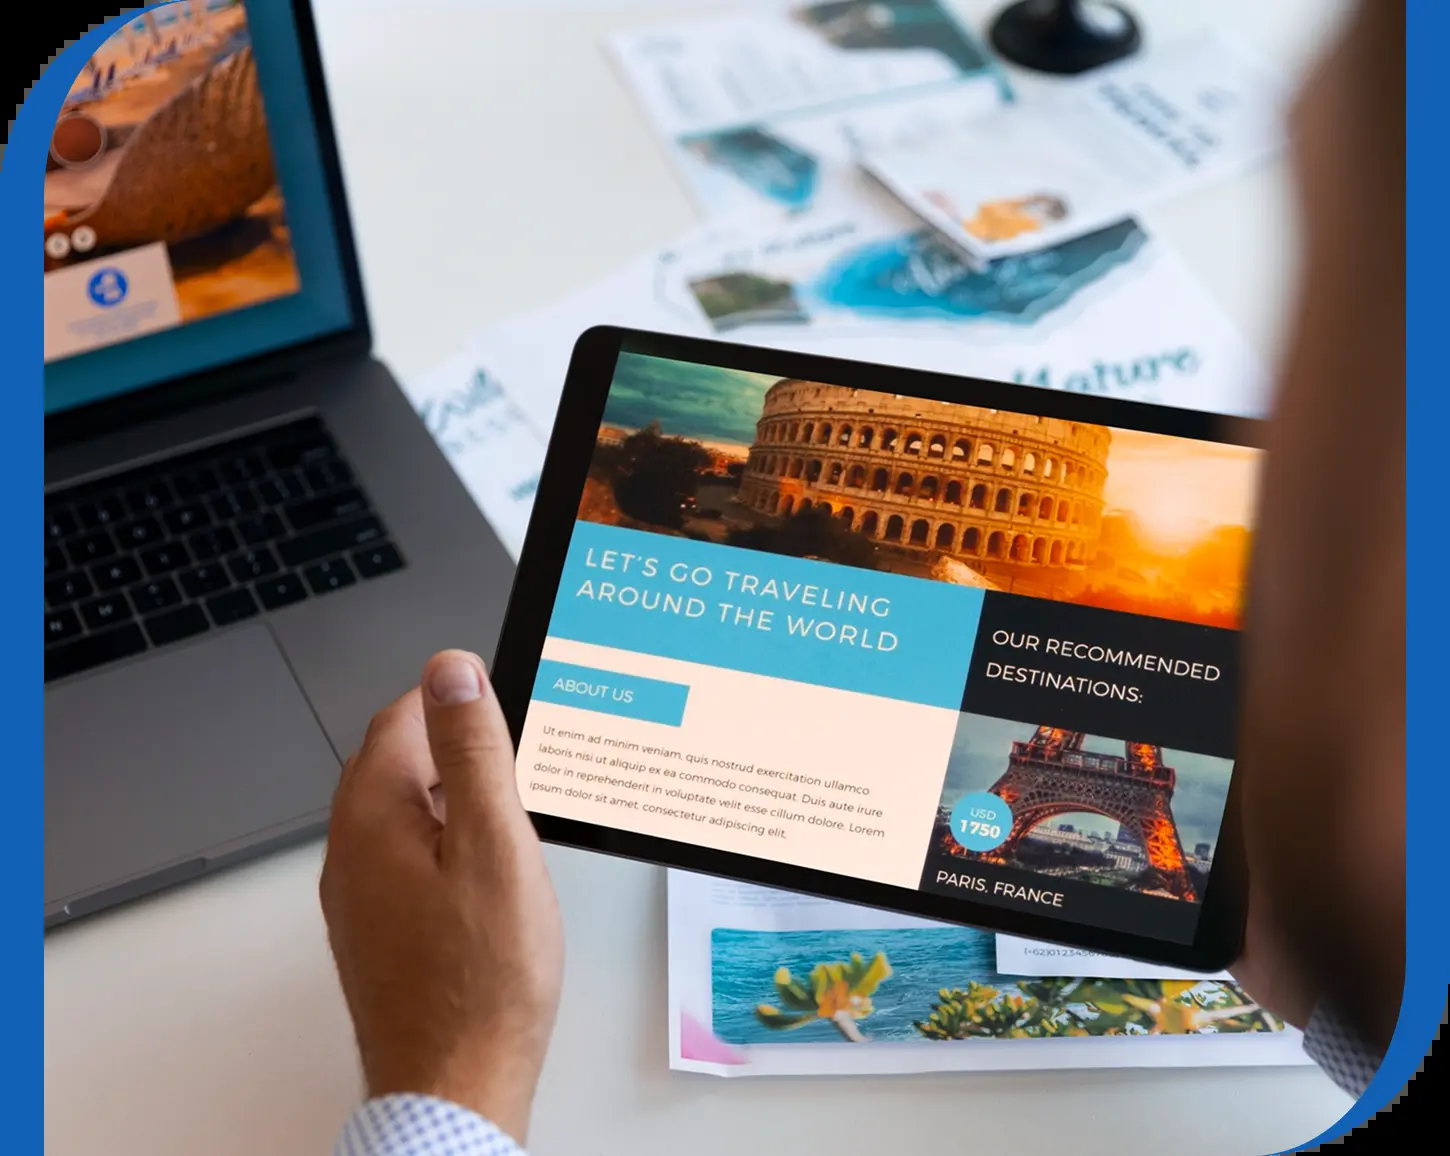 Nature
LET'S GO TRAVELING
AROUND THE WORLD
OUR RECOMMENDED
DESTINATIONS:
ABOUT US
Ut enim ad minim veniam, quis nostrud exercitation ullamco
laboris nisi ut aliquip ex ea commodo consequat. Duis aute irure
dolor in reprehenderit in voluptate velit esse cillum dolore. Lorem
ipsum dolor sit amet, consectetur adipiscing elit.
USD
1750
PARIS, FRANCE